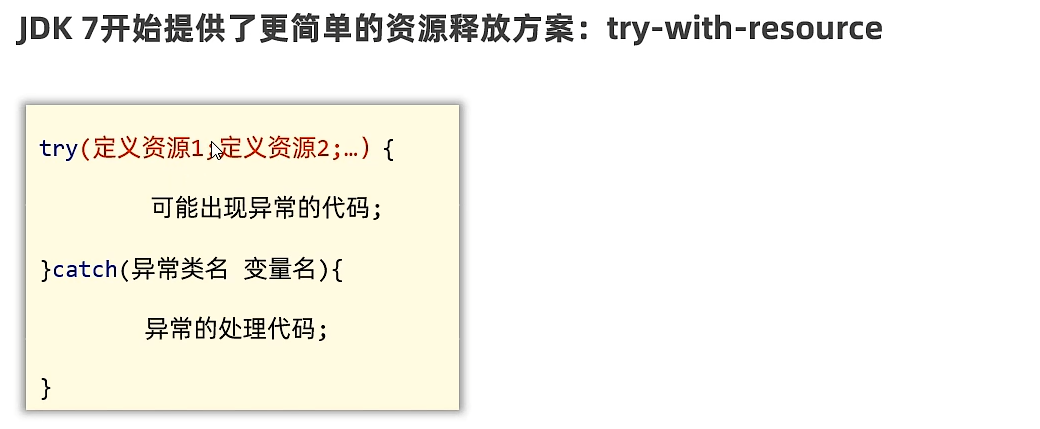 JDK 7开始提供了更简单的资源释放方案：try-with-resource
try(定义资源1;定义资源2;…) {
可能出现异常的代码;
}catch(异常类名 变量名){
异常的处理代码;
}